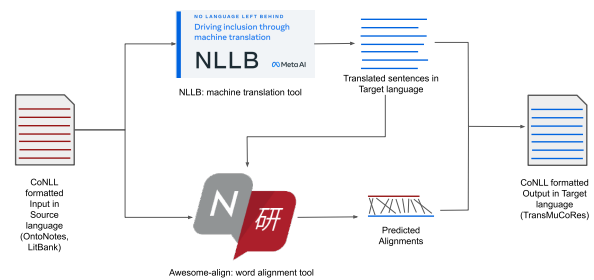 NO LANGUAGE LEFT BEHIND
Driving inclusion through
machine translation
NLLB
Meta AI
NLLB: machine translation tool
Translated sentences in
Target language
CoNLL
formatted
Input in
Source
language
(OntoNotes,
LitBank)
N
研
Awesome-align: word alignment tool
Predicted
Alignments
CoNLL formatted
Output in Target
language
(TransMuCoRes)